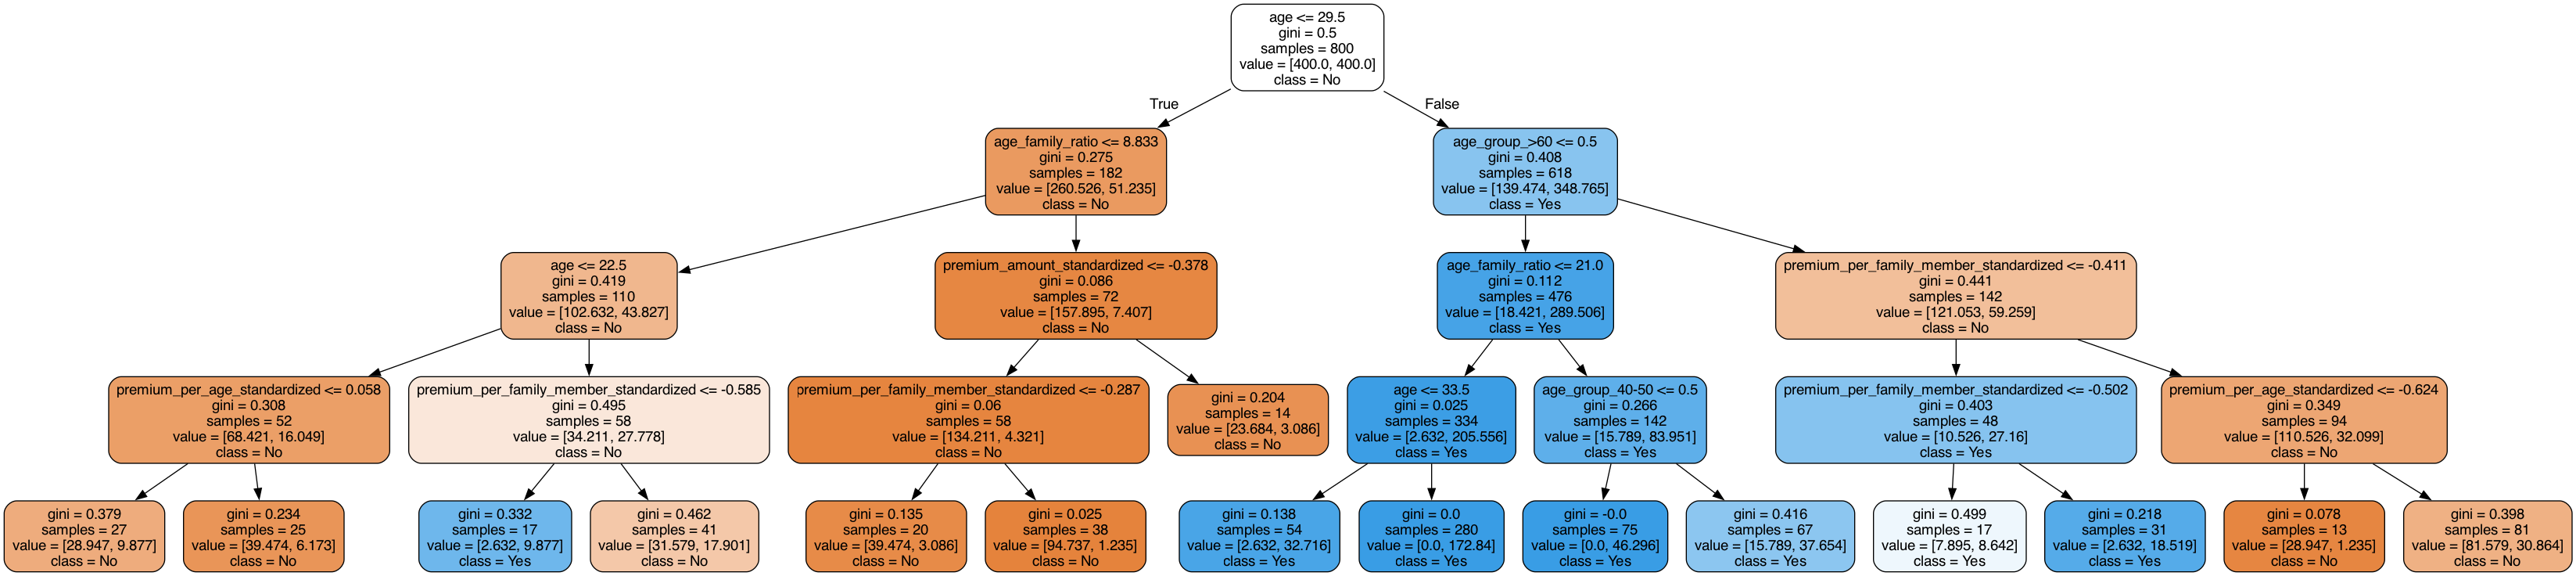 age <= 29.5
gini = 0.5
samples = 800
value = [400.0, 400.0]
class = No
True
False
age_family_ratio <= 8.833
gini = 0.275
samples = 182
value = [260.526, 51.235]
class = No
age_group_>60 <= 0.5
gini = 0.408
samples = 618
value = [139.474, 348.765]
class = Yes
age <= 22.5
gini = 0.419
samples = 110
value = [102.632, 43.827]
class = No
premium_amount_standardized <= -0.378
gini = 0.086
samples = 72
value = [157.895, 7.407]
class = No
age_family_ratio <= 21.0
gini = 0.112
samples = 476
value = [18.421, 289.506]
class = Yes
premium_per_family_member_standardized <= -0.411
gini = 0.441
samples = 142
value = [121.053, 59.259]
class = No
premium_per_age_standardized <= 0.058
gini = 0.308
samples = 52
value = [68.421, 16.049]
class = No
premium_per_family_member_standardized <= -0.585
gini = 0.495
samples = 58
value = [34.211, 27.778]
class = No
premium_per_family_member_standardized <= -0.287
gini = 0.06
samples = 58
value = [134.211, 4.321]
class = No
gini = 0.204
samples = 14
value = [23.684, 3.086]
class = No
age <= 33.5
gini = 0.025
samples = 334
value = [2.632, 205.556]
class = Yes
age_group_40-50 <= 0.5
gini = 0.266
samples = 142
value = [15.789, 83.951]
class = Yes
premium_per_family_member_standardized <= -0.502
gini = 0.403
samples = 48
value = [10.526, 27.16]
class = Yes
premium_per_age_standardized <= -0.624
gini = 0.349
samples = 94
value = [110.526, 32.099]
class = No
gini = 0.379
samples = 27
value = [28.947, 9.877]
class = No
gini = 0.234
samples = 25
value = [39.474, 6.173]
class = No
gini = 0.332
samples = 17
value = [2.632, 9.877]
class = Yes
gini = 0.462
samples = 41
value = [31.579, 17.901]
class = No
gini = 0.135
samples = 20
value = [39.474, 3.086]
class = No
gini = 0.025
samples = 38
value = [94.737, 1.235]
class = No
gini = 0.138
samples = 54
value = [2.632, 32.716]
class = Yes
gini = 0.0
samples = 280
value = [0.0, 172.84]
class = Yes
gini = -0.0
samples = 75
value = [0.0, 46.296]
class = Yes
gini = 0.416
samples = 67
value = [15.789, 37.654]
class = Yes
gini = 0.499
samples = 17
value = [7.895, 8.642]
class = Yes
gini = 0.218
samples = 31
value = [2.632, 18.519]
class = Yes
gini = 0.078
samples = 13
value = [28.947, 1.235]
class = No
gini = 0.398
samples = 81
value = [81.579, 30.864]
class = No